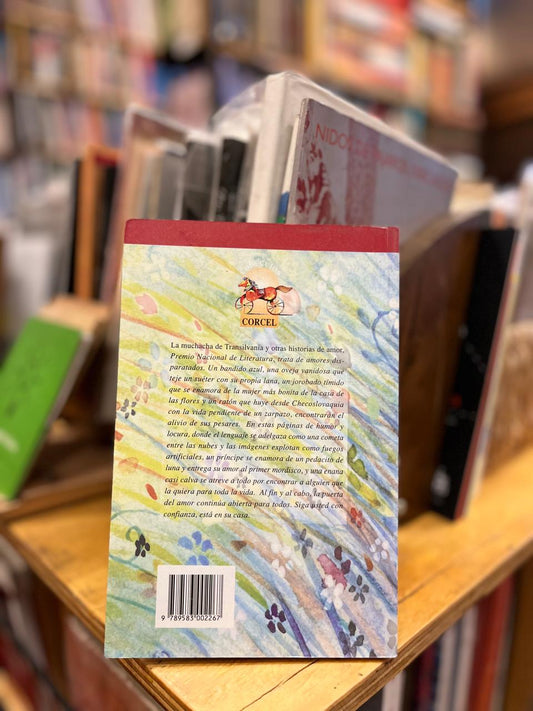 NIDO
CORCEL
La muchacha de Transilvania y otras historias de amor,
Premio Nacional de Literatura, trata de amores dis-
paratados. Un bandido azul, una oveja vanidosa que
teje un suéter con su propia lana, un jorobado tímido
que se enamora de la mujer más bonita de la casa de
las flores y un ratón que huye desde Checoslovaquia
con la vida pendiente de un zarpazo, encontrarán el
alivio de sus pesares. En estas páginas de humor y
locura, donde el lenguaje se adelgaza como una cometa
entre las nubes y las imágenes explotan como fuegos
artificiales, un príncipe se enamora de un pedacito de
luna y entrega su amor al primer mordisco, y una enana
casi calva se atreve a todo por encontrar a alguien que
la quiera para toda la vida. Al fin y al cabo, la puerta
del amor continúa abierta para todos. Siga usted con
confianza, está en su casa.
9 789583 002267